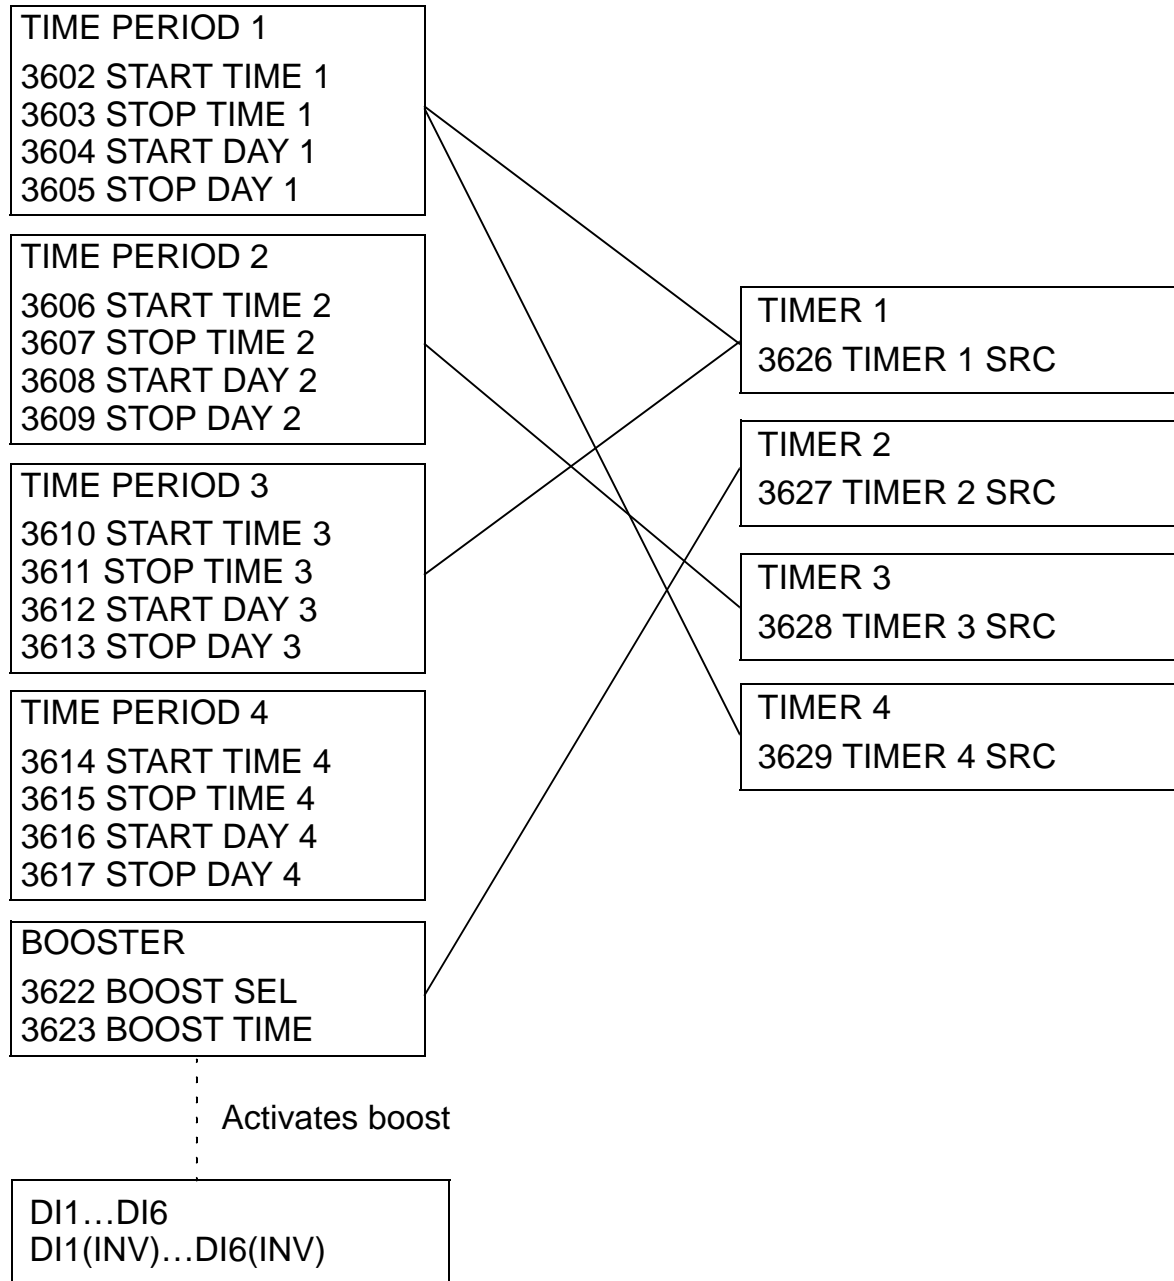 TIME PERIOD 1
3602 START TIME 1
3603 STOP TIME 1
3604 START DAY 1
3605 STOP DAY 1
TIME PERIOD 2
3606 START TIME 2
3607 STOP TIME 2
3608 START DAY 2
3609 STOP DAY 2
TIME PERIOD 3
3610 START TIME 3
3611 STOP TIME 3
3612 START DAY 3
3613 STOP DAY 3
TIME PERIOD 4
3614 START TIME 4
3615 STOP TIME 4
3616 START DAY 4
3617 STOP DAY 4
BOOSTER
3622 BOOST SEL
3623 BOOST TIME
Activates boost
DI1…DI6
DI1(INV)…DI6(INV)
TIMER 1
3626 TIMER 1 SRC
TIMER 2
3627 TIMER 2 SRC
TIMER 3
3628 TIMER 3 SRC
TIMER 4
3629 TIMER 4 SRC